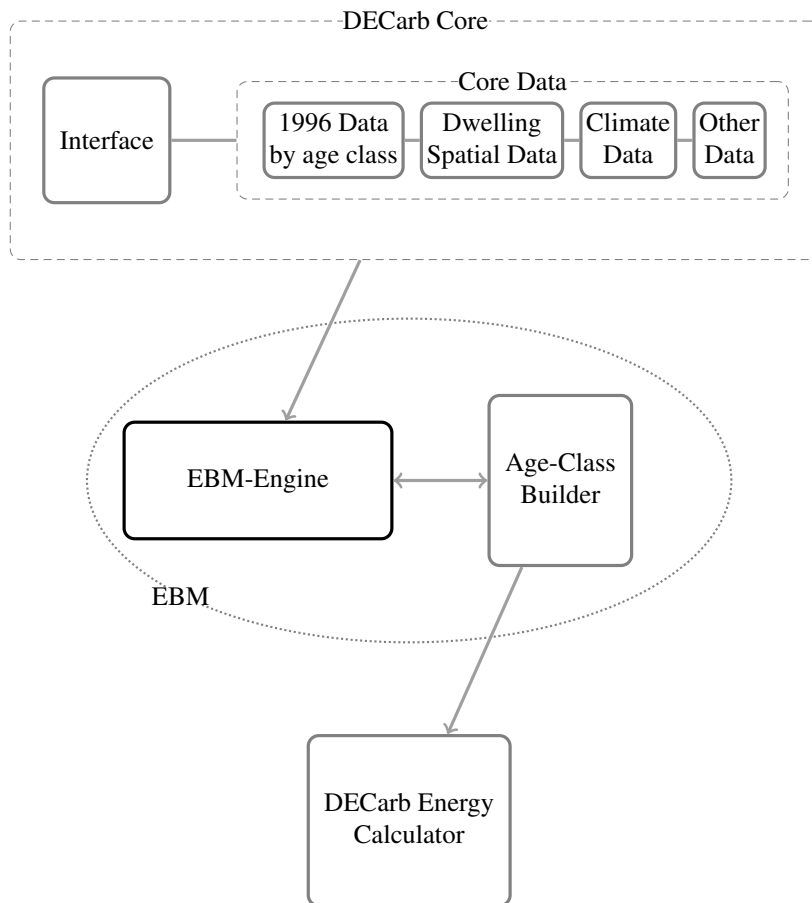 DECarb Core
Core Data
Interface
1996 Data
by age class
Dwelling
Spatial Data
Climate
Data
Other
Data
EBM-Engine
Age-Class
Builder
EBM
DECarb Energy
Calculator